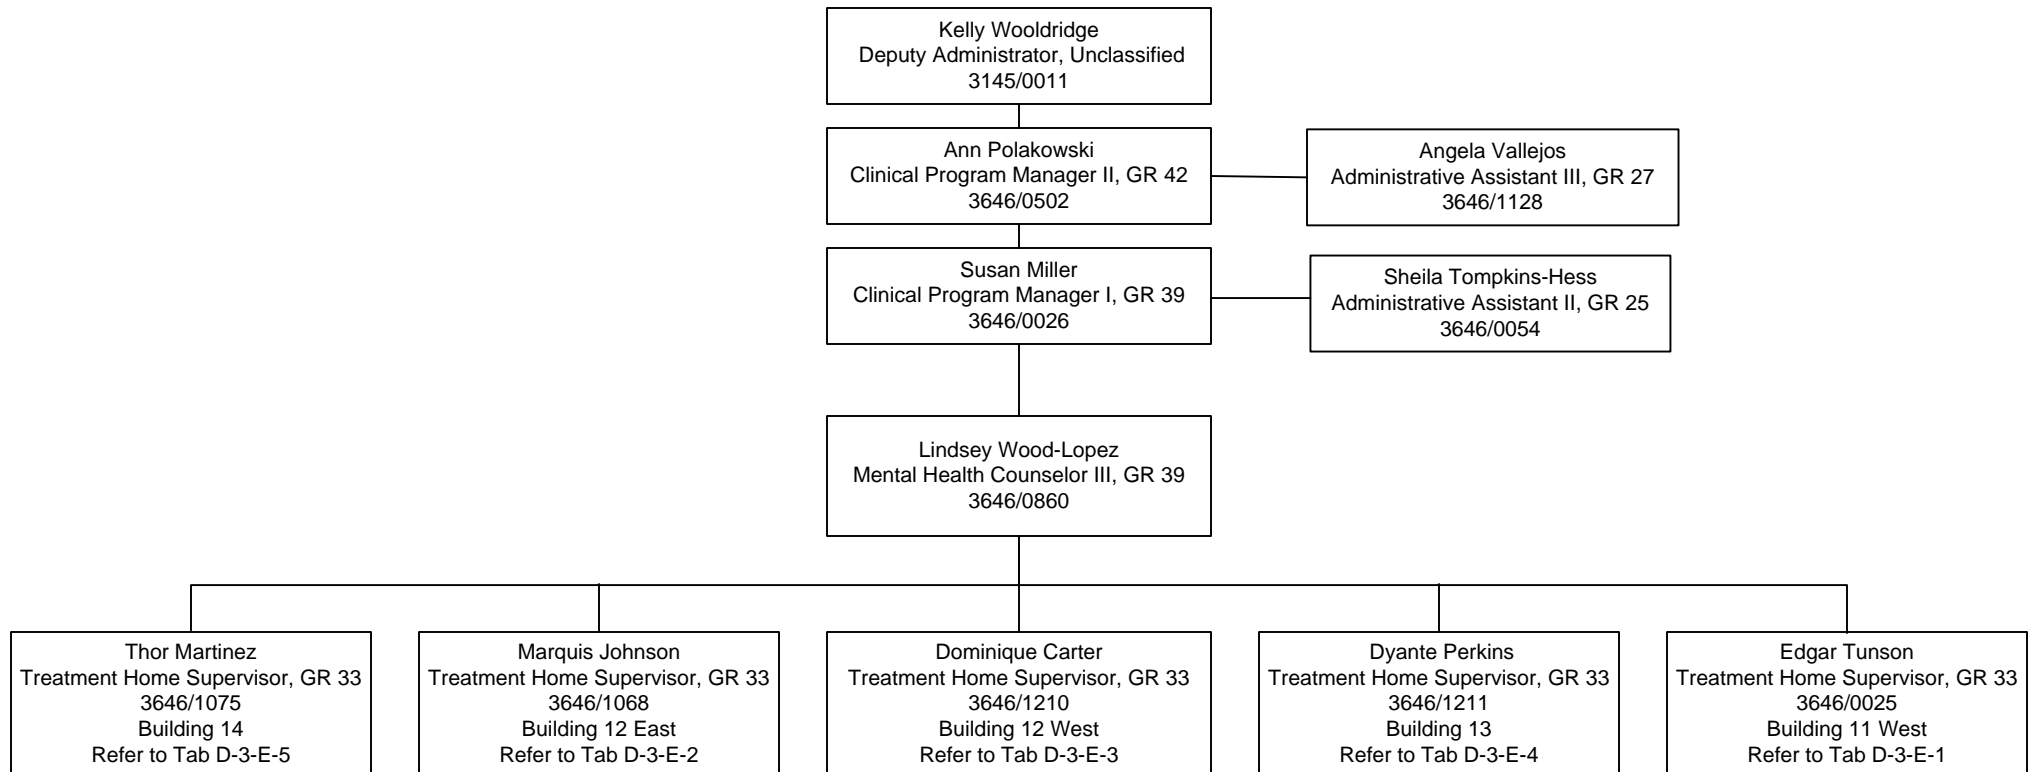 Kelly Wooldridge
Deputy Administrator, Unclassified
3145/0011
Ann Polakowski
Clinical Program Manager II, GR 42
3646/0502
Angela Vallejos
Administrative Assistant III, GR 27
3646/1128
Susan Miller
Clinical Program Manager I, GR 39
3646/0026
Sheila Tompkins-Hess
Administrative Assistant II, GR 25
3646/0054
Lindsey Wood-Lopez
Mental Health Counselor III, GR 39
3646/0860
Thor Martinez
Treatment Home Supervisor, GR 33
3646/1075
Building 14
Refer to Tab D-3-E-5
Marquis Johnson
Treatment Home Supervisor, GR 33
3646/1068
Building 12 East
Refer to Tab D-3-E-2
Dominique Carter
Treatment Home Supervisor, GR 33
3646/1210
Building 12 West
Refer to Tab D-3-E-3
Dyante Perkins
Treatment Home Supervisor, GR 33
3646/1211
Building 13
Refer to Tab D-3-E-4
Edgar Tunson
Treatment Home Supervisor, GR 33
3646/0025
Building 11 West
Refer to Tab D-3-E-1